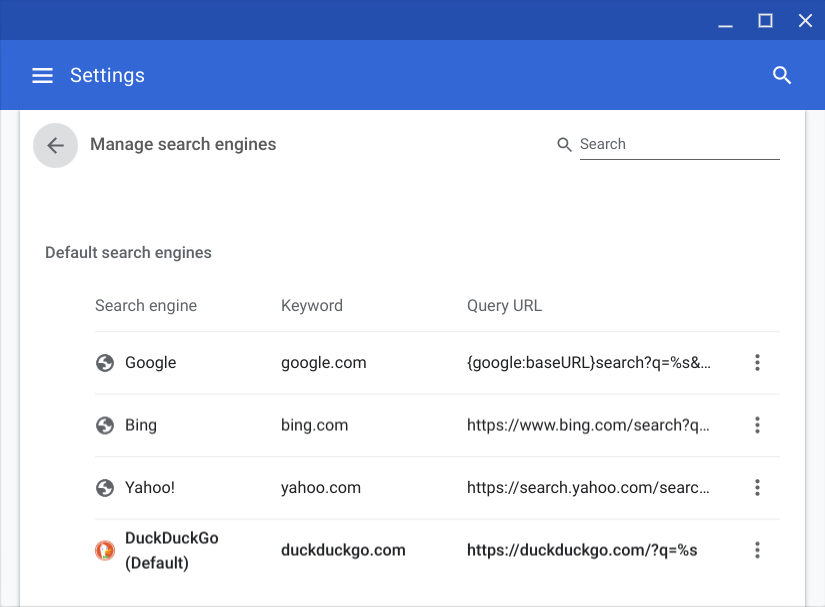 Settings
Manage search engines
Search
Default search engines
Search engine Keyword Query URL
Google google.com {google:baseURL}search?q=%s&...
Bing bing.com https://www.bing.com/search?q...
Yahoo! yahoo.com https://search.yahoo.com/searc...
DuckDuckGo
(Default) duckduckgo.com https://duckduckgo.com/?q=%s